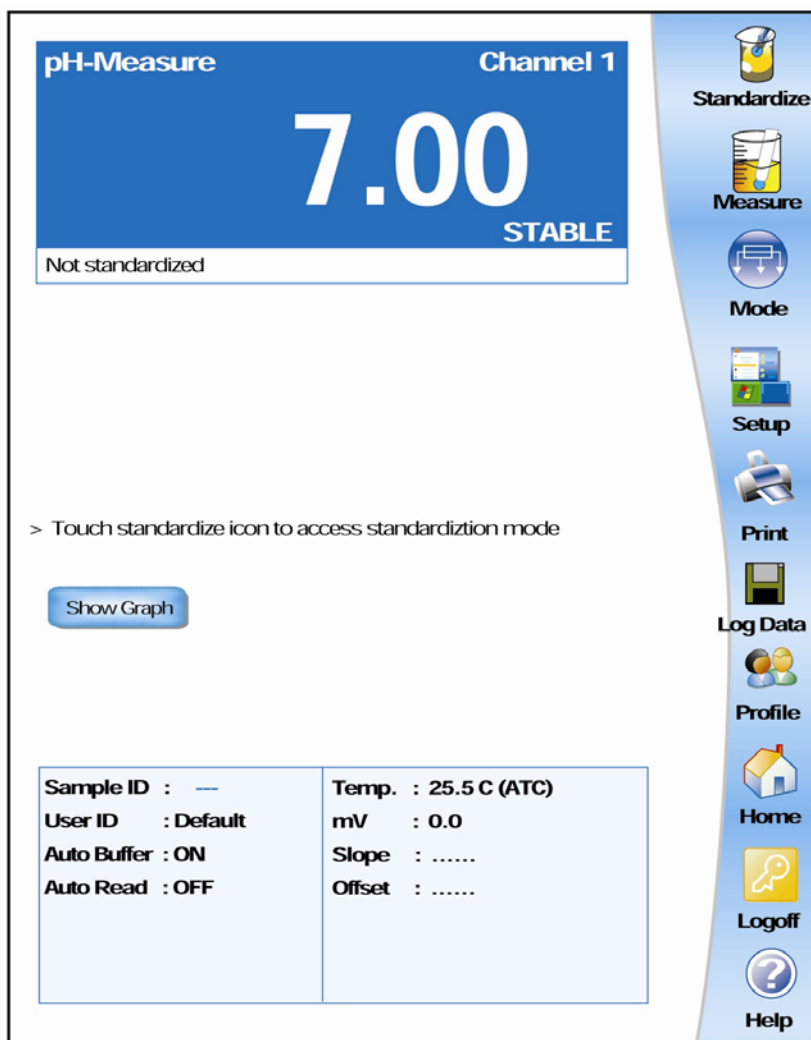 pH-Measure Channel 1
7.00
STABLE
Not standardized
> Touch standardize icon to access standardiztion mode
Show Graph
Sample ID : ---
User ID : Default
Auto Buffer : ON
Auto Read : OFF
Temp. : 25.5 C (ATC)
mV : 0.0
Slope : ......
Offset : ......
Standardize
Measure
Mode
Setup
Print
Log Data
Profile
Home
Logoff
?
Help